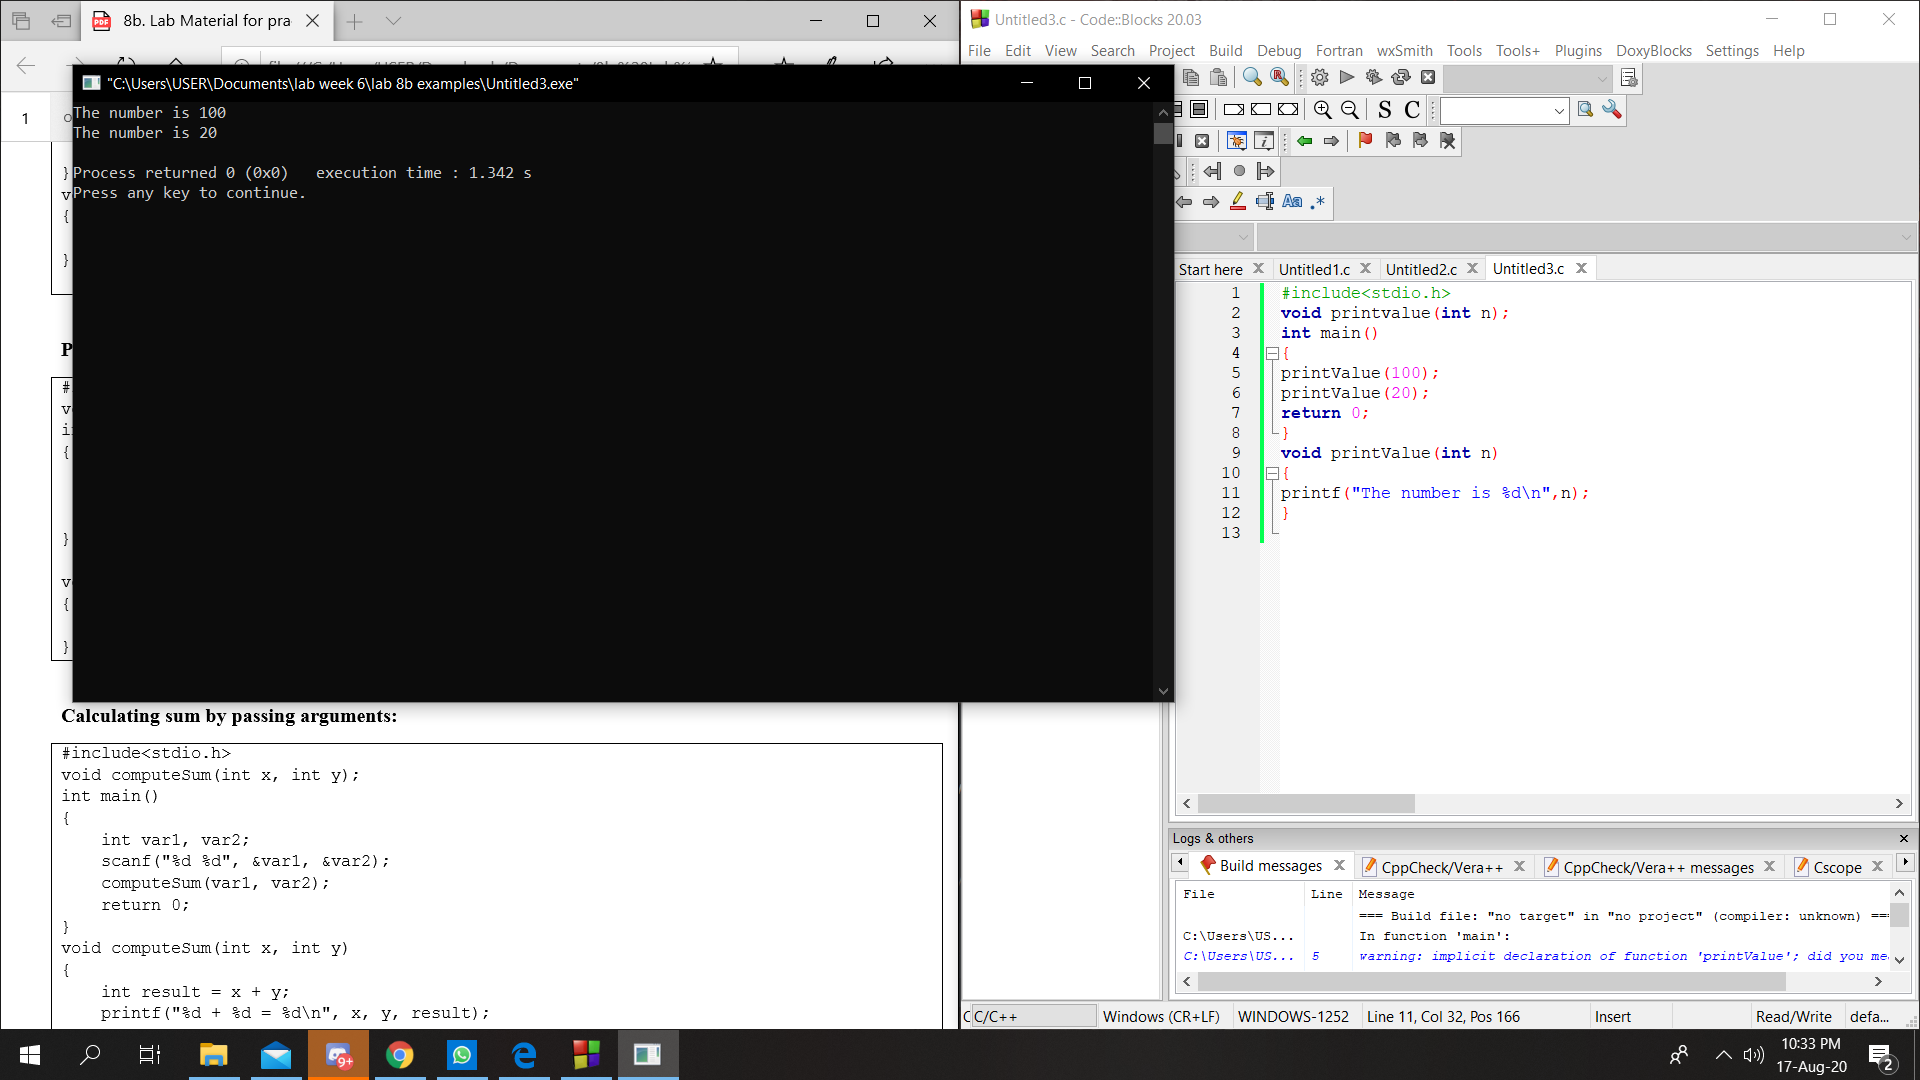 8b. Lab Material for pra
1
}
v
{
}
P
#
v
i
{
}
v
{
}
Calculating sum by passing arguments:
#include<stdio.h>
void computeSum(int x, int y);
int main()
{
int var1, var2;
scanf("%d %d", &var1, &var2);
computeSum(var1, var2);
return 0;
}
void computeSum(int x, int y)
{
int result = x + y;
printf("%d + %d = %d\n", x, y, result);
"C:\Users\USER\Documents\lab week 6\lab 8b examples\Untitled3.exe"
The number is 100
The number is 20
Process returned 0 (0x0)   execution time : 1.342 s
Press any key to continue.
Untitled3.c - Code::Blocks 20.03
File Edit View Search Project Build Debug Fortran wxSmith Tools Tools+ Plugins DoxyBlocks Settings Help
S C
Aa .*
Start here Untitled1.c Untitled2.c Untitled3.c
1 #include<stdio.h>
2 void printvalue(int n);
3 int main()
4 {
5 printValue(100);
6 printValue(20);
7 return 0;
8 }
9 void printValue(int n)
10 {
11 printf("The number is %d\n",n);
12 }
13
Logs & others
Build messages CppCheck/Vera++ CppCheck/Vera++ messages Cscope
File Line Message
=== Build file: "no target" in "no project" (compiler: unknown) ===
C:\Users\US... In function 'main':
C:\Users\US... 5 warning: implicit declaration of function 'printValue'; did you me
C/C++ Windows (CR+LF) WINDOWS-1252 Line 11, Col 32, Pos 166 Insert Read/Write defa...
9+
10:33 PM
17-Aug-20
2